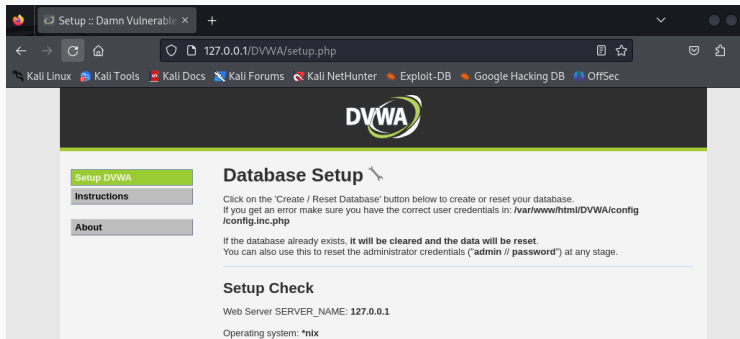 Setup :: Damn Vulnerable
127.0.0.1/DVWA/setup.php
Kali Linux Kali Tools Kali Docs Kali Forums Kali NetHunter Exploit-DB Google Hacking DB OffSec
DVWA
Setup DVWA
Instructions
About
Database Setup
Click on the 'Create / Reset Database' button below to create or reset your database.
If you get an error make sure you have the correct user credentials in: /var/www/html/DVWA/config
/config.inc.php
If the database already exists, it will be cleared and the data will be reset.
You can also use this to reset the administrator credentials ("admin // password") at any stage.
Setup Check
Web Server SERVER_NAME: 127.0.0.1
Operating system: *nix